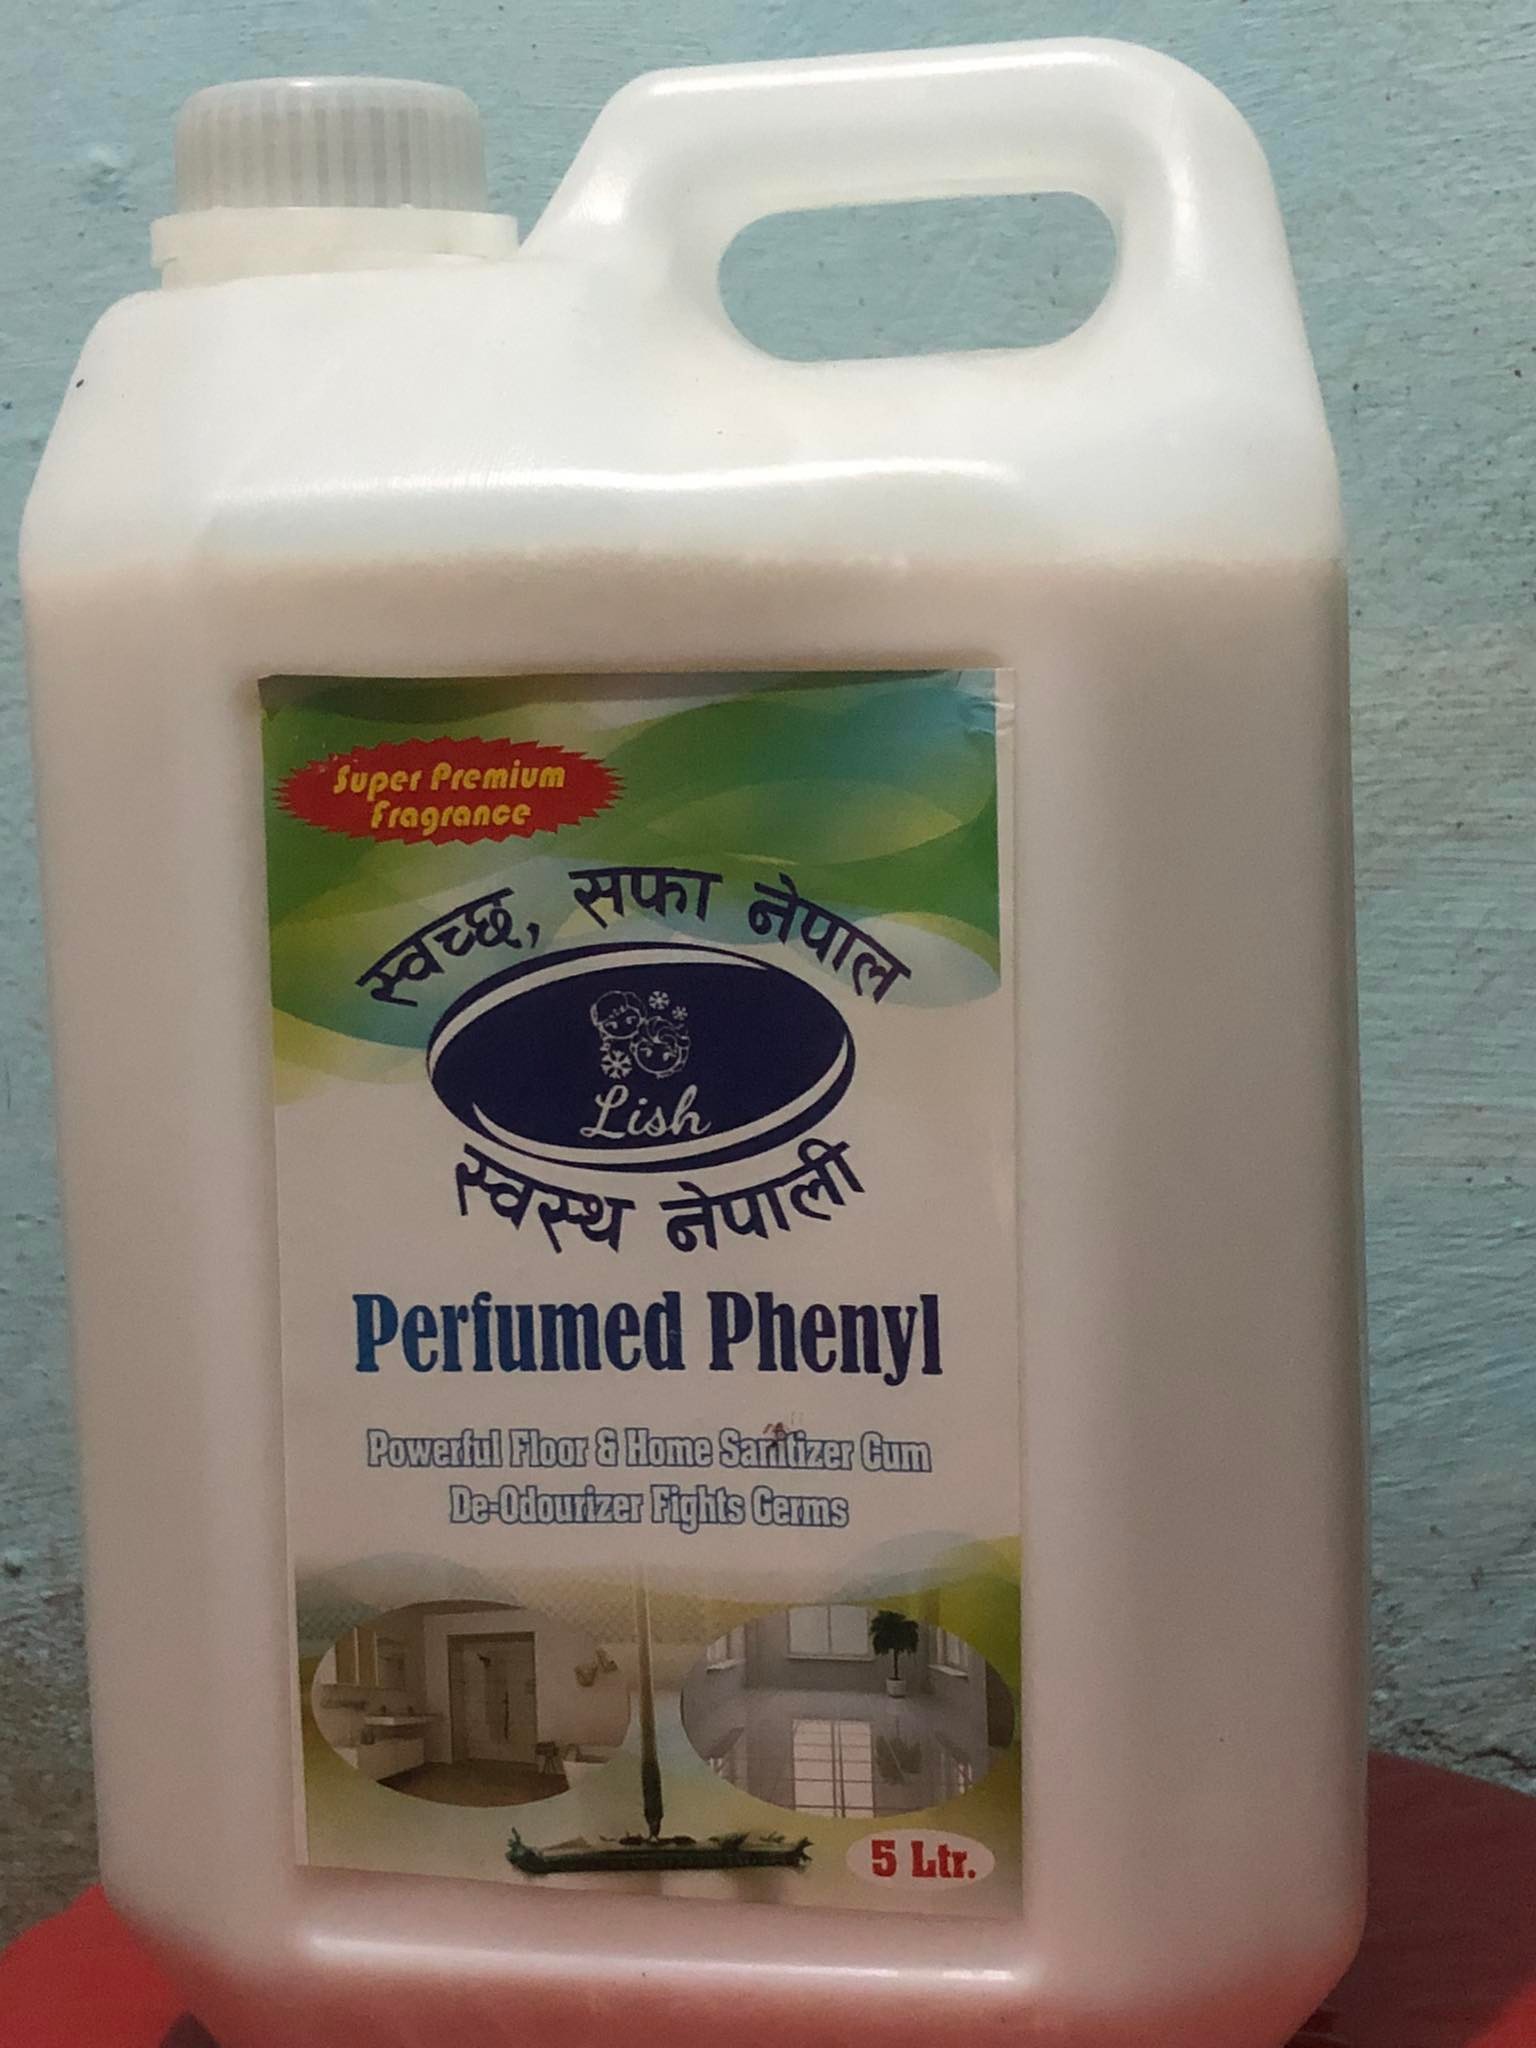 Super Premium
Fragrance
स्वच्छ, सफा नेपाल
Lish
स्वस्थ नेपाली
Perfumed Phenyl
Powerful Floor & Home Sanitizer Cum
De-Odourizer Fights Germs
5 Ltr.